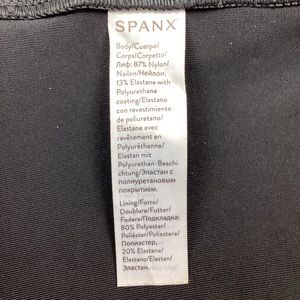 SPANX
Body/Cuerpo/
Corps/Corpetto/
Лиф: 87% Nylon/
Nailon/Нейлон,
13% Elastane with
Polyurethane
coating/Elastano
con revestimiento
de poliuretano/
Elastane avec
revêtement en
Polyuréthanne/
Elastan mit
Polyurethan-Beschi
chtung/Эластан с
полиуретановым
покрытием.
Lining/Forro/
Doublure/Futter/
Fodera/Подкладка:
80% Polyester/
Poliéster/Poliestere/
Полиэстер,
20% Elastane/
Elastano/Elastan/
Эластан.